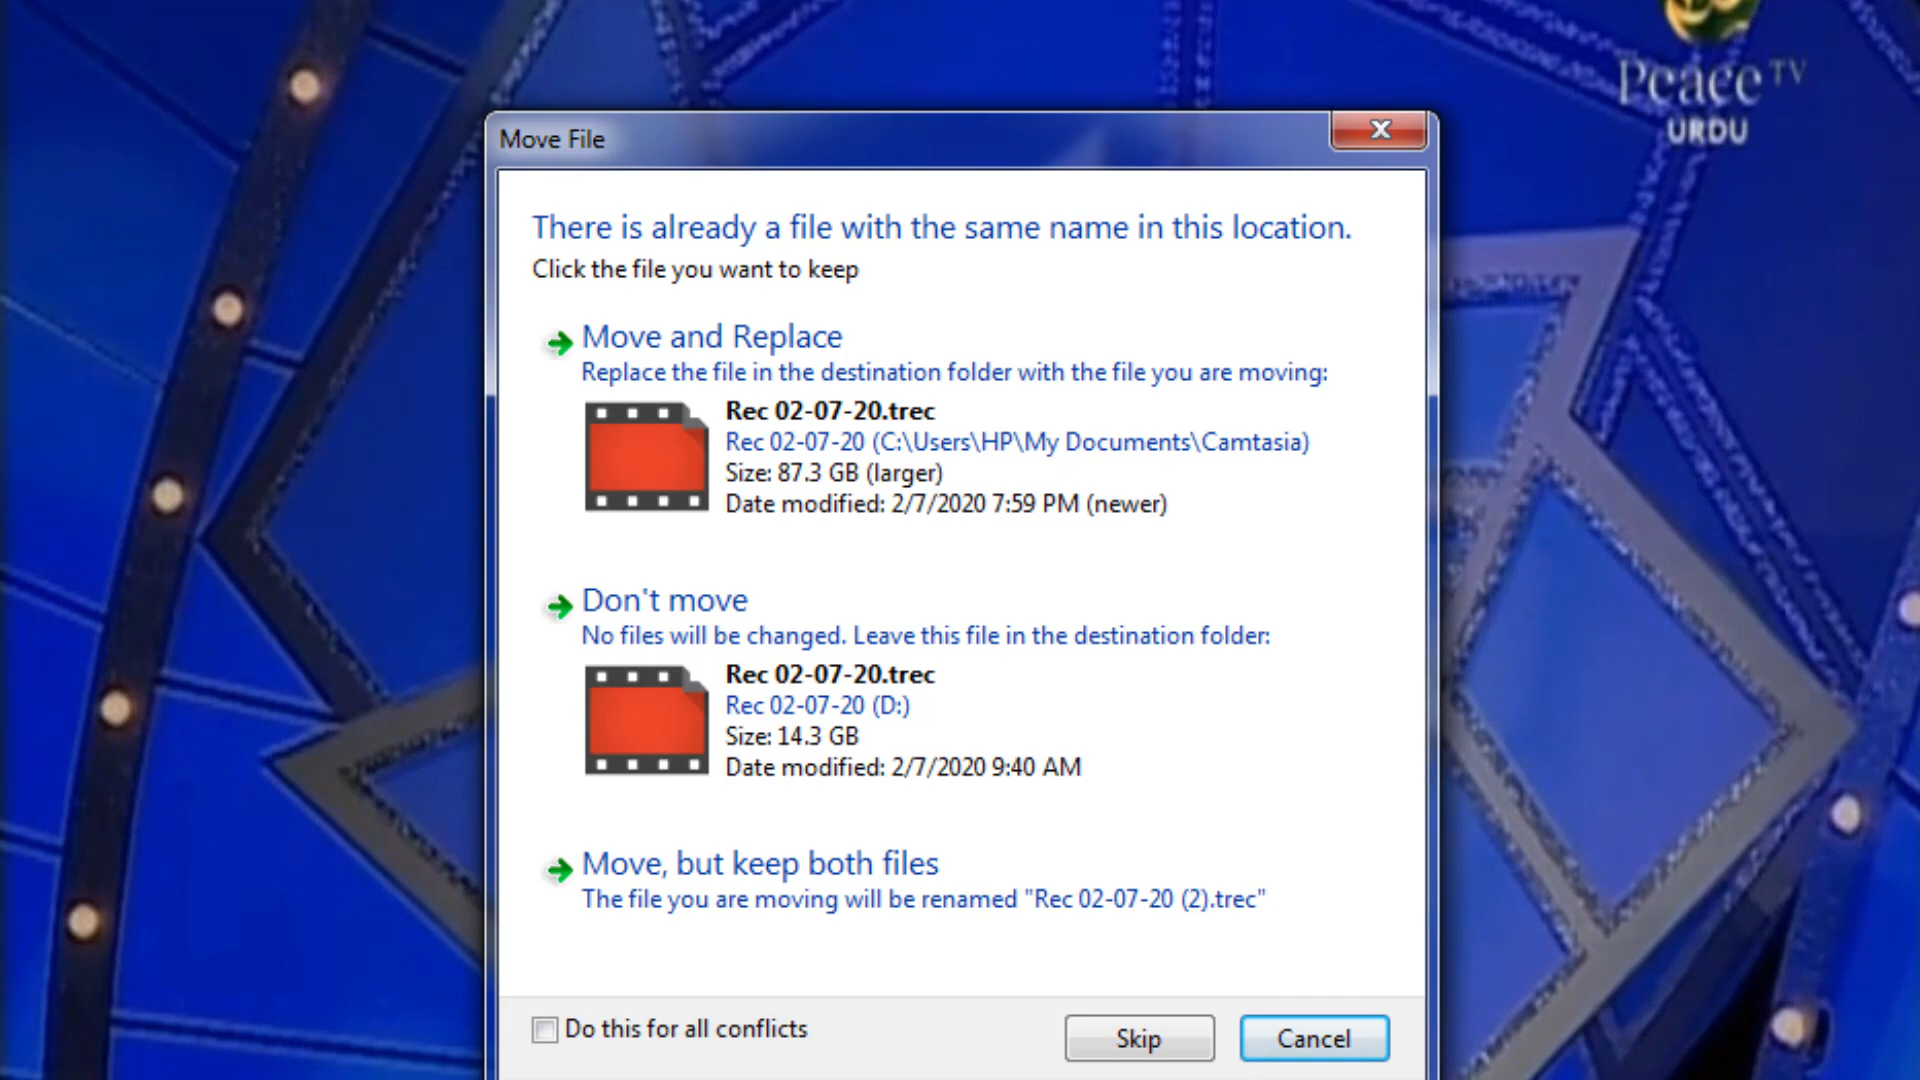 Peace TV
URDU
Move File
There is already a file with the same name in this location.
Click the file you want to keep
Move and Replace
Replace the file in the destination folder with the file you are moving:
Rec 02-07-20.trec
Rec 02-07-20 (C:\Users\HP\My Documents\Camtasia)
Size: 87.3 GB (larger)
Date modified: 2/7/2020 7:59 PM (newer)
Don't move
No files will be changed. Leave this file in the destination folder:
Rec 02-07-20.trec
Rec 02-07-20 (D:)
Size: 14.3 GB
Date modified: 2/7/2020 9:40 AM
Move, but keep both files
The file you are moving will be renamed "Rec 02-07-20 (2).trec"
Do this for all conflicts
Skip
Cancel